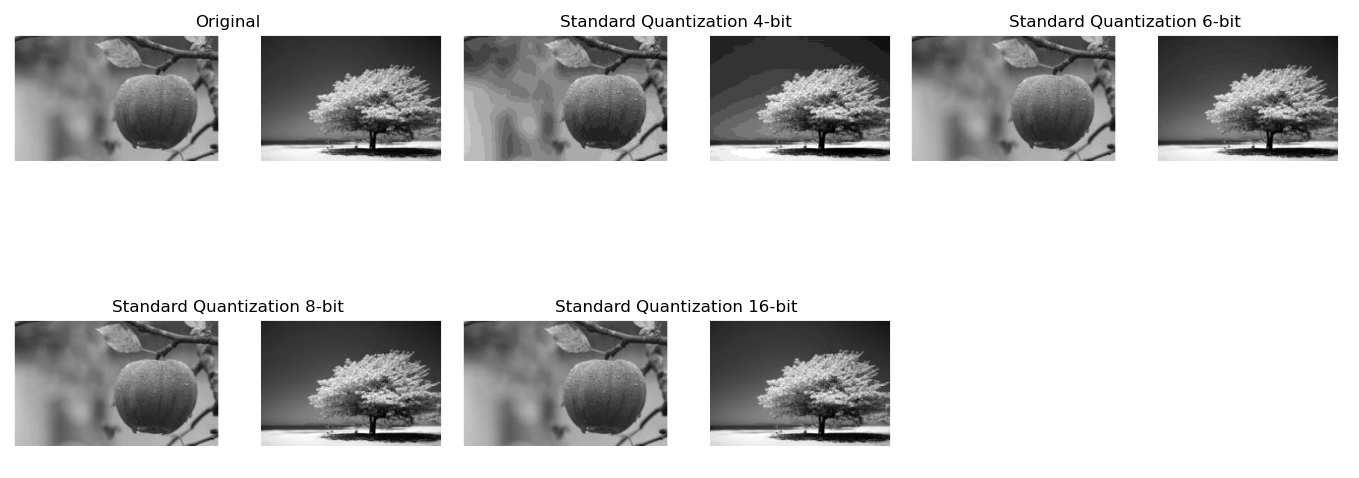 Original
Standard Quantization 4-bit
Standard Quantization 6-bit
Standard Quantization 8-bit
Standard Quantization 16-bit